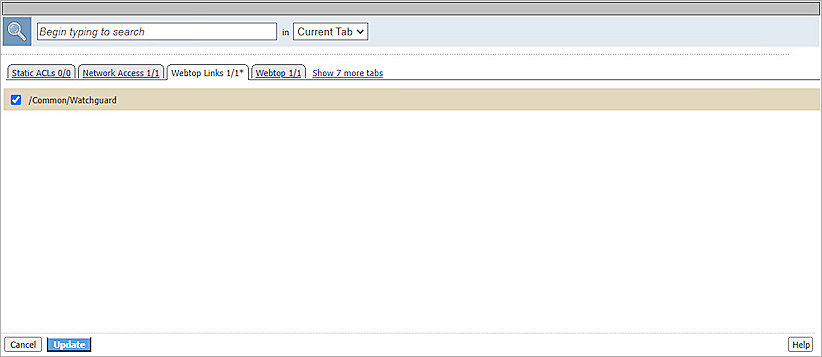 Begin typing to search in Current Tab
Static ACLs 0/0 Network Access 1/1 Webtop Links 1/1* Webtop 1/1 Show 7 more tabs
/Common/Watchguard
Cancel Update Help